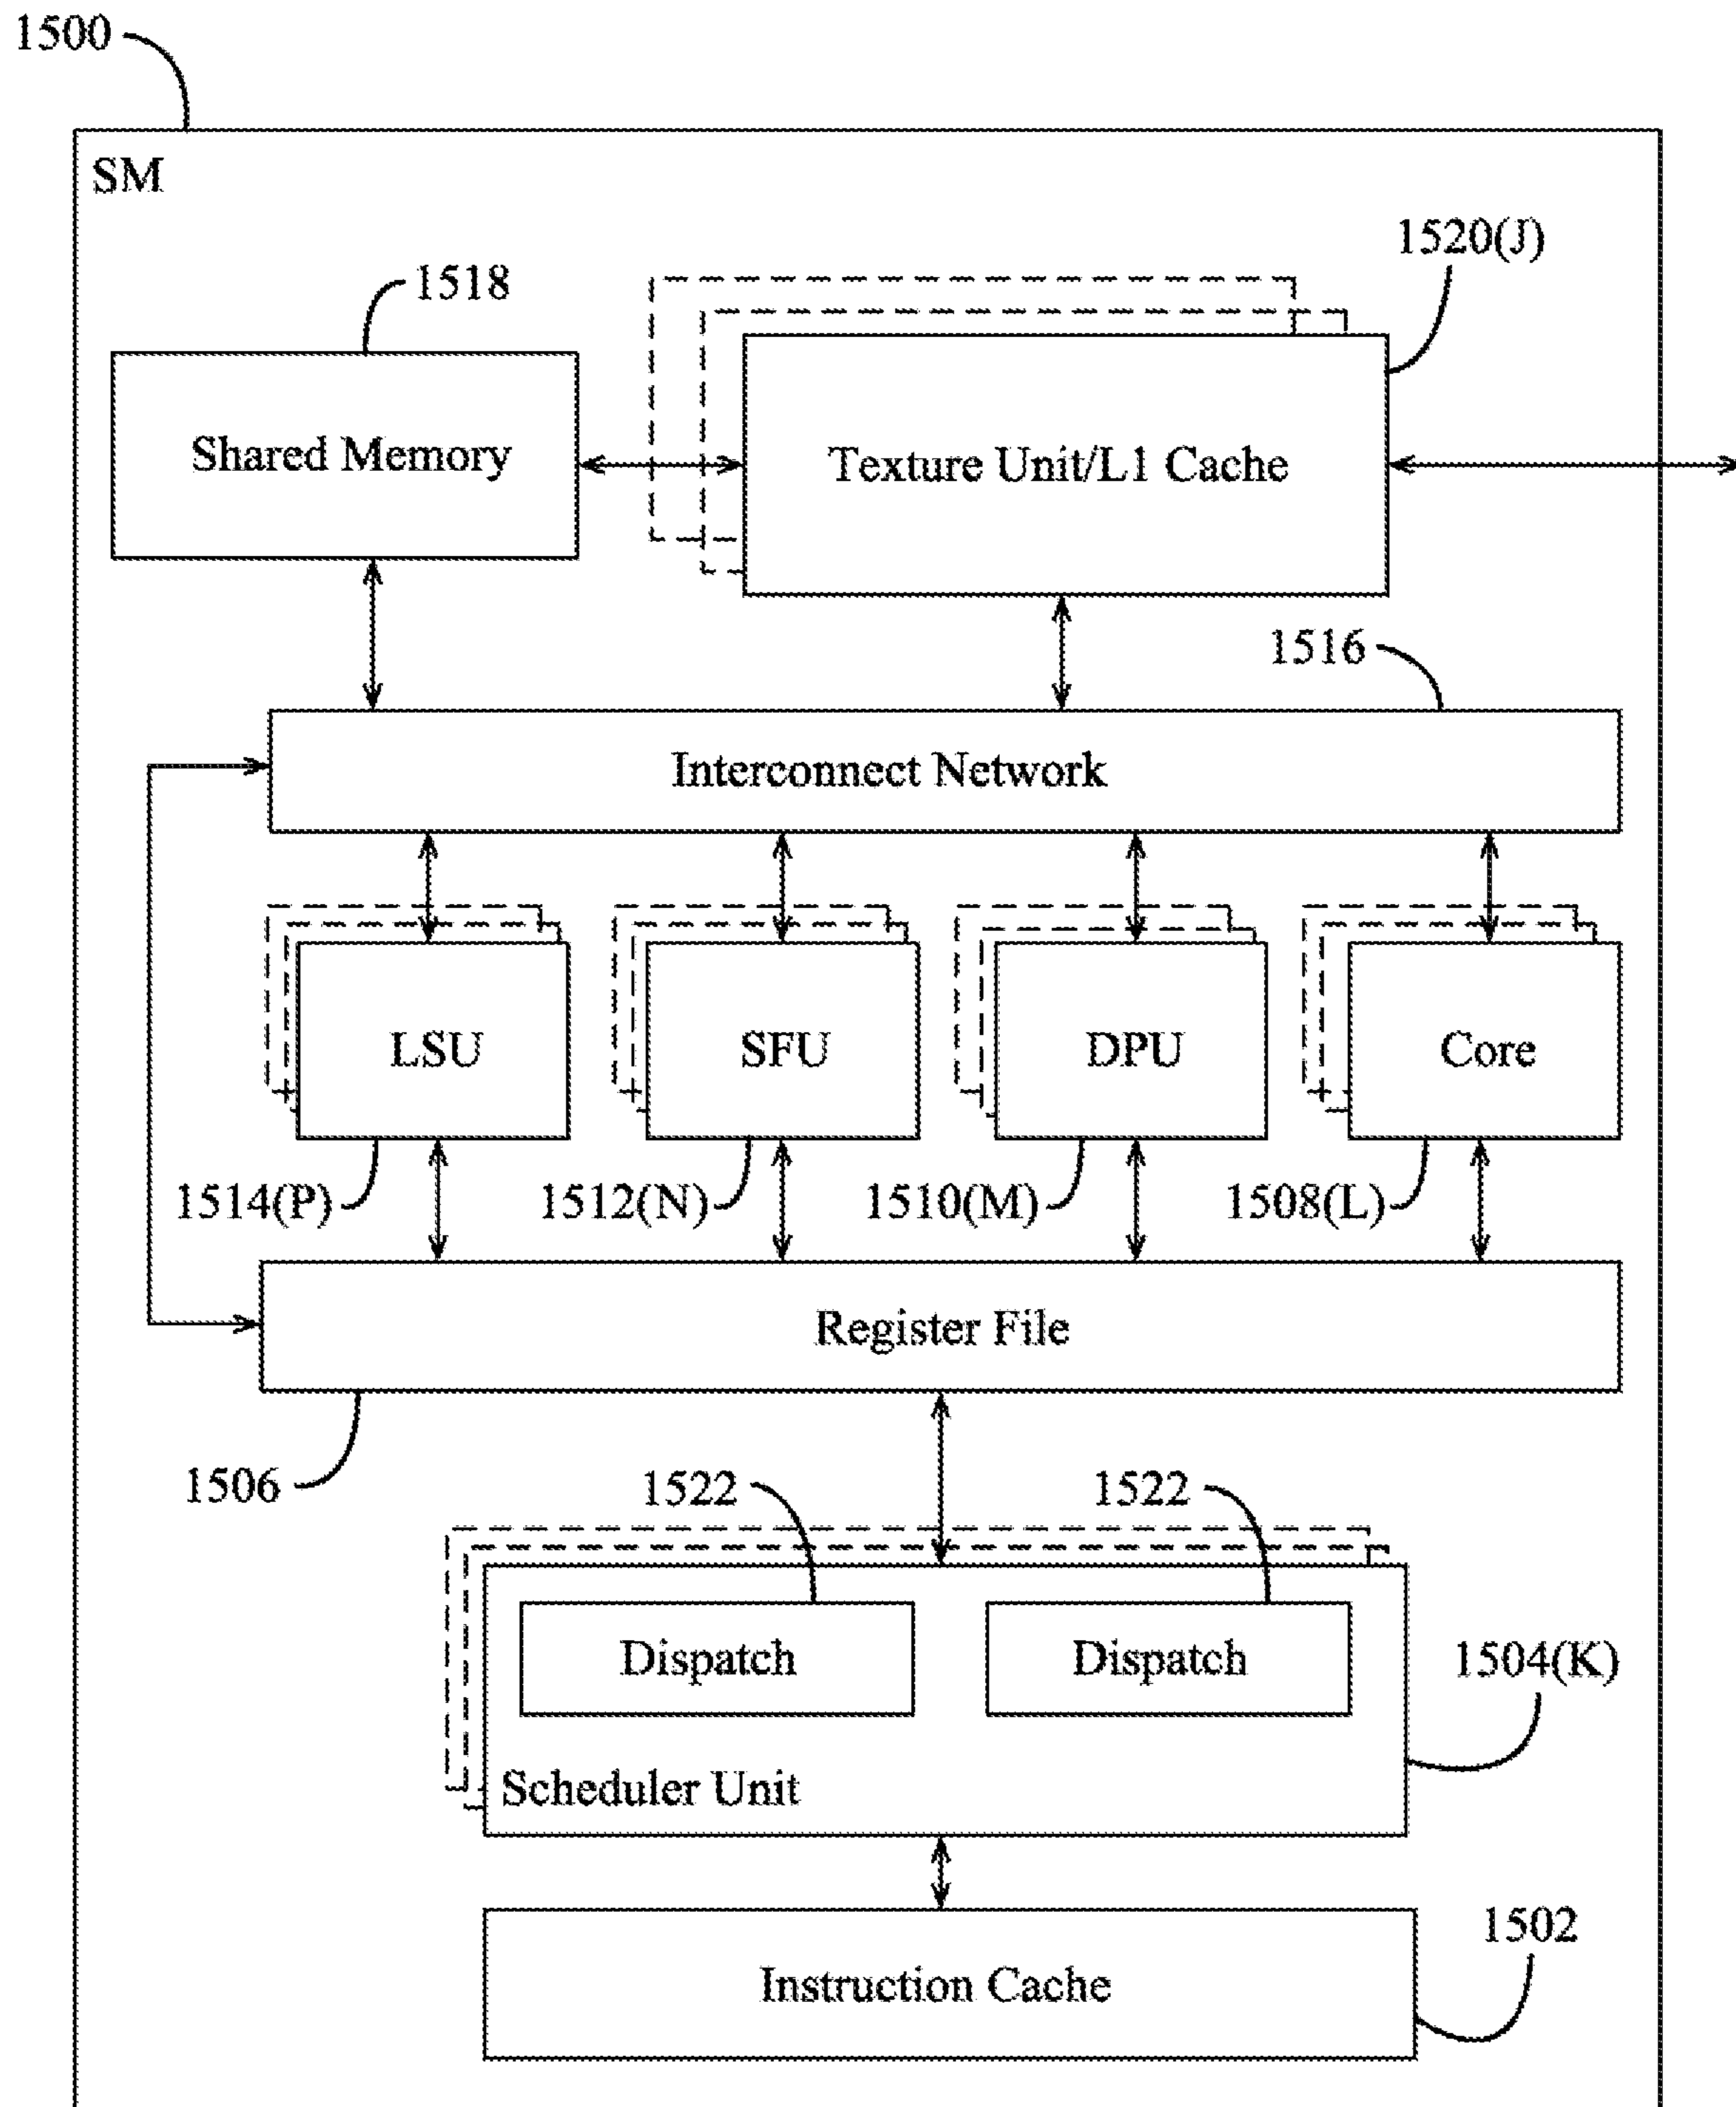 1500
SM
1520(J)
1518
Shared Memory
Texture Unit/L1 Cache
1516
Interconnect Network
LSU
SFU
DPU
Core
1514(P)
1512(N)
1510(M)
1508(L)
Register File
1506
1522
1522
Dispatch
Dispatch
1504(K)
Scheduler Unit
1502
Instruction Cache